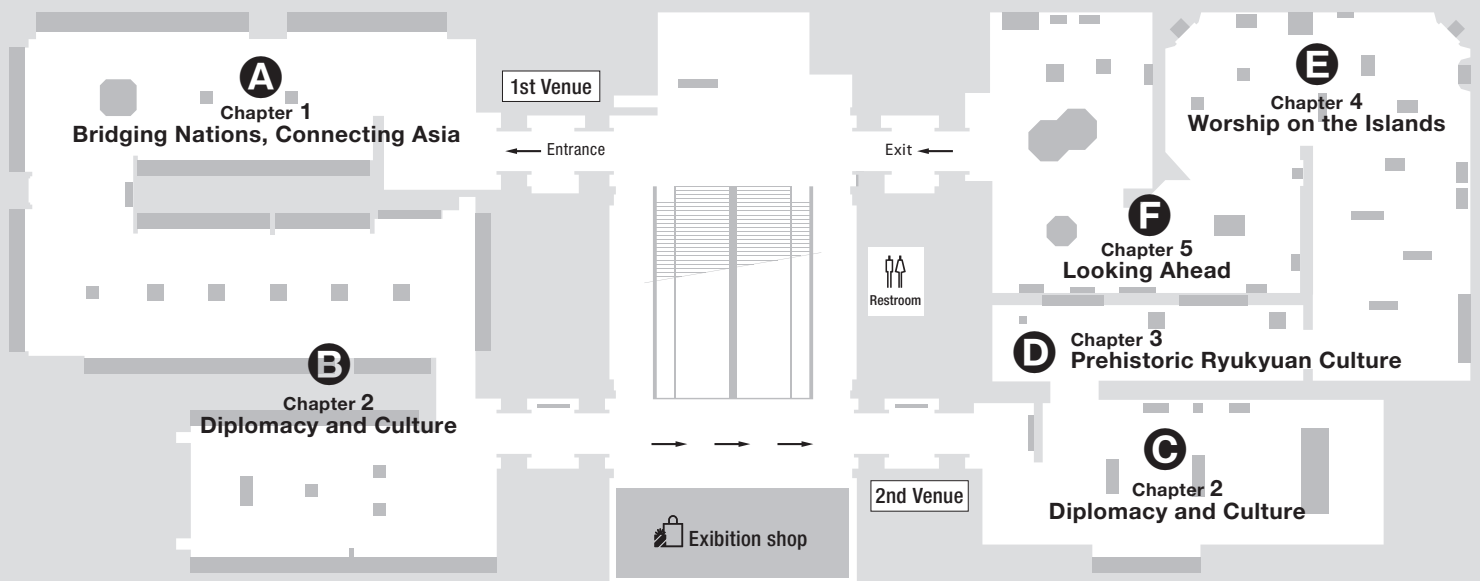 A
Chapter 1
Bridging Nations, Connecting Asia
1st Venue
Entrance
Exit
E
Chapter 4
Worship on the Islands
F
Chapter 5
Looking Ahead
Restroom
D
Chapter 3
Prehistoric Ryukyuan Culture
B
Chapter 2
Diplomacy and Culture
C
Chapter 2
Diplomacy and Culture
2nd Venue
Exibition shop